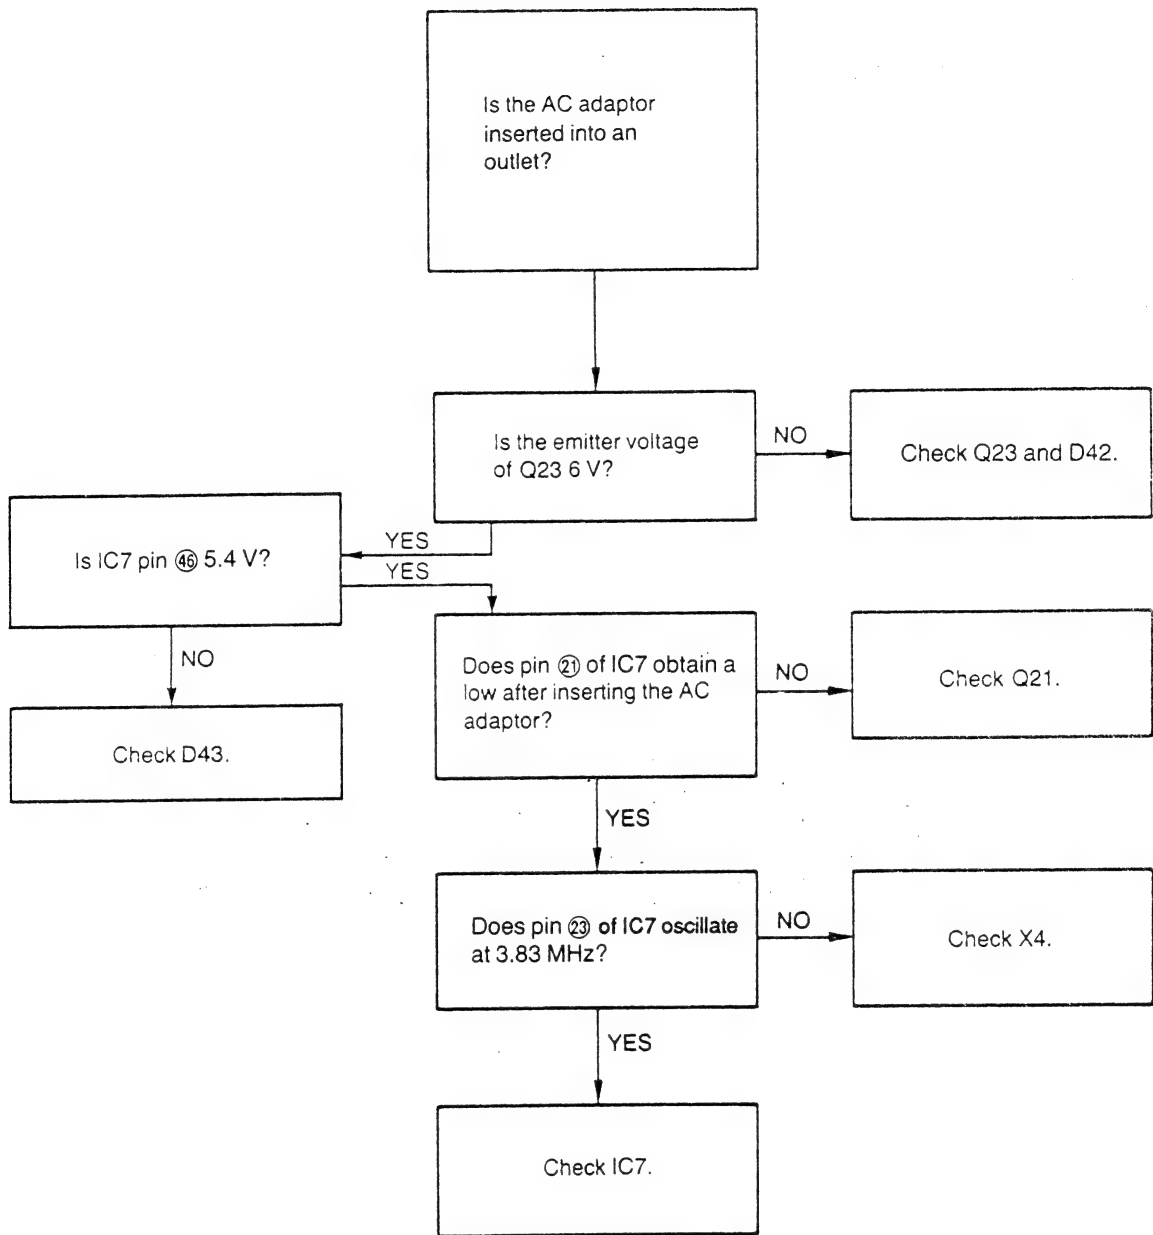 Is the AC adaptor
inserted into an
outlet?
Is the emitter voltage
of Q23 6 V?
NO
Check Q23 and D42.
YES
Is IC7 pin ㊻ 5.4 V?
YES
NO
Check D43.
Does pin ㉑ of IC7 obtain a
low after inserting the AC
adaptor?
NO
Check Q21.
YES
Does pin ㉓ of IC7 oscillate
at 3.83 MHz?
NO
Check X4.
YES
Check IC7.